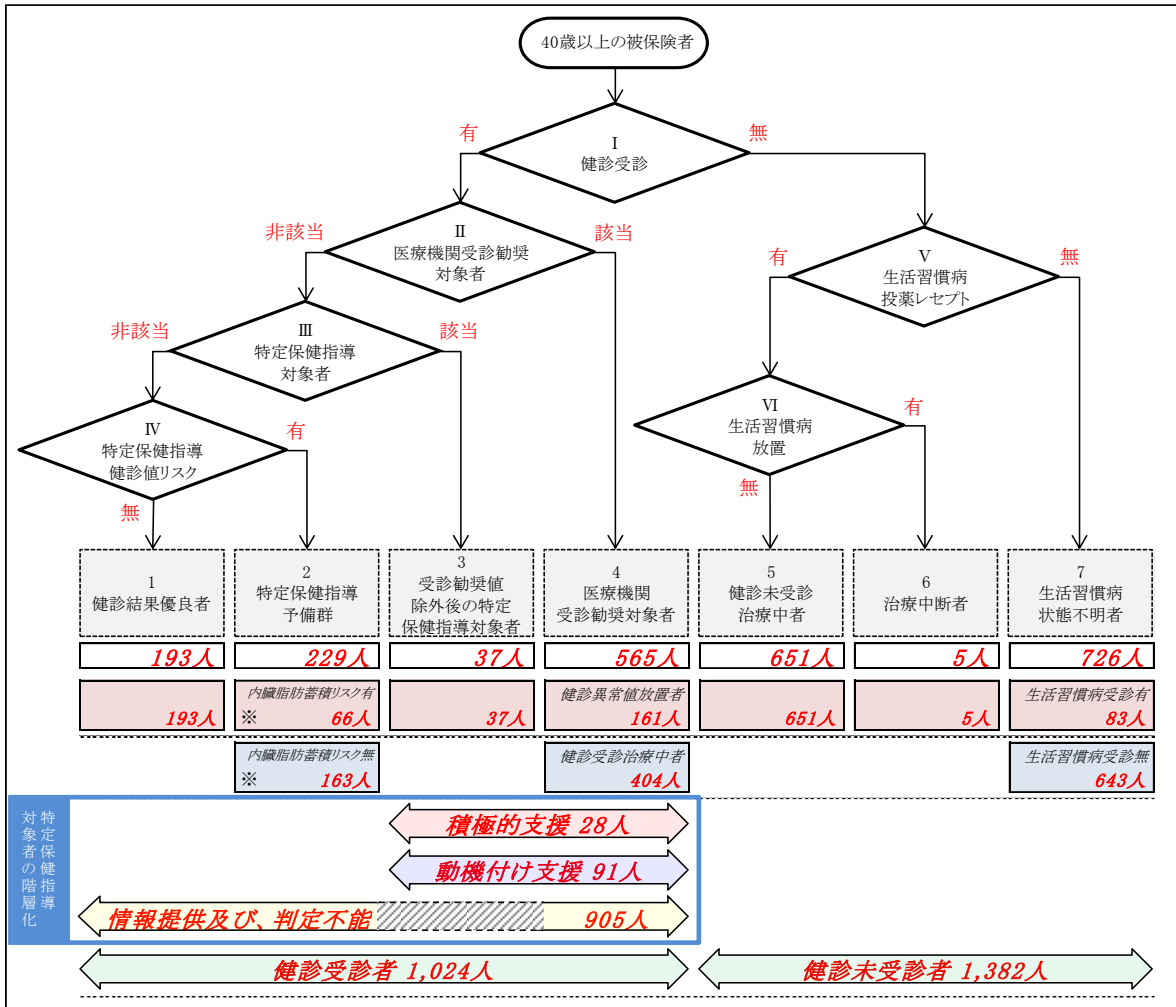 40歳以上の被保険者
Ⅰ
健診受診
有
無
Ⅱ
医療機関受診勧奨
対象者
非該当
該当
Ⅴ
生活習慣病
投薬レセプト
有
無
Ⅲ
特定保健指導
対象者
非該当
該当
Ⅵ
生活習慣病
放置
有
無
Ⅳ
特定保健指導
健診値リスク
有
無
1
健診結果優良者
2
特定保健指導
予備群
3
受診勧奨値
除外後の特定
保健指導対象者
4
医療機関
受診勧奨対象者
5
健診未受診
治療中者
6
治療中断者
7
生活習慣病
状態不明者
193人
229人
37人
565人
651人
5人
726人
193人
内臓脂肪蓄積リスク有
※ 66人
37人
健診異常値放置者
161人
651人
5人
生活習慣病受診有
83人
内臓脂肪蓄積リスク無
※ 163人
健診受診治療中者
404人
生活習慣病受診無
643人
特定保健指導
対象者の階層化
積極的支援 28人
動機付け支援 91人
情報提供及び、判定不能 905人
健診受診者 1,024人
健診未受診者 1,382人